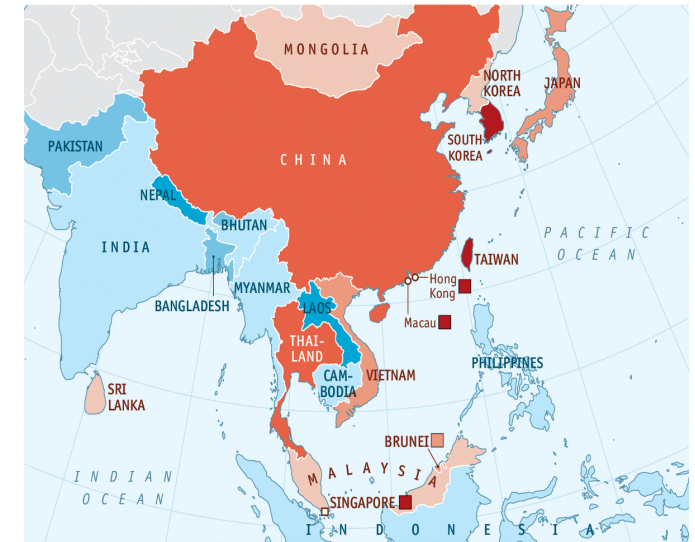 MONGOLIA
NORTH
KOREA
JAPAN
PAKISTAN
SOUTH
KOREA
CHINA
NEPAL
BHUTAN
INDIA
PACIFIC
OCEAN
TAIWAN
Hong
Kong
MYANMAR
BANGLADESH
LAOS
Macau
THAI-
LAND
PHILIPPINES
CAM-
BODIA
VIETNAM
SRI
LANKA
BRUNEI
MALAYSIA
INDIAN
OCEAN
SINGAPORE
INDONESIA